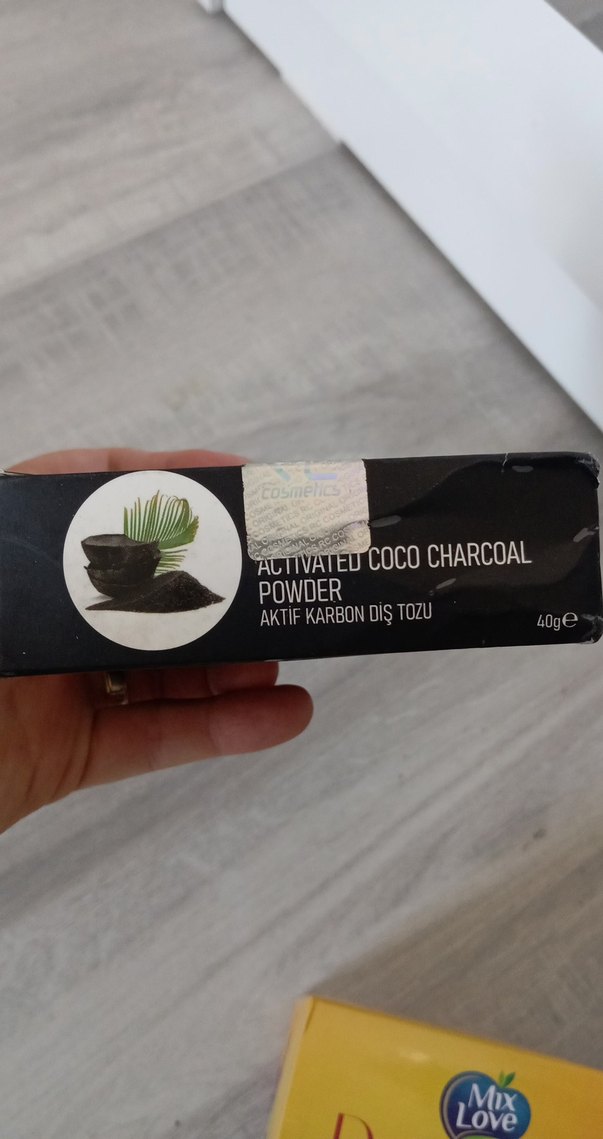 Cosmetics
ACTIVATED COCO CHARCOAL
POWDER
AKTİF KARBON DİŞ TOZU
40g℮
Mix
Love